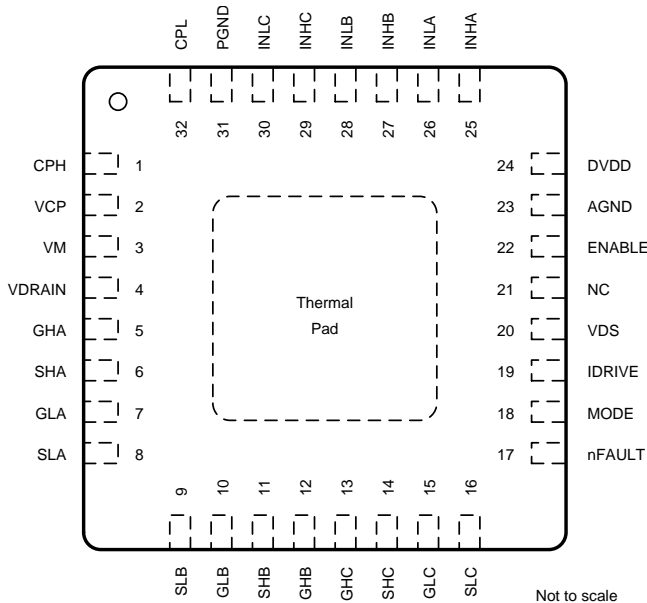 CPL PGND INLC INHC INLB INHB INLA INHA
32 31 30 29 28 27 26 25
CPH 1 24 DVDD
VCP 2 23 AGND
VM 3 22 ENABLE
VDRAIN 4 21 NC
Thermal
Pad
GHA 5 20 VDS
SHA 6 19 IDRIVE
GLA 7 18 MODE
SLA 8 17 nFAULT
9 10 11 12 13 14 15 16
SLB GLB SHB GHB GHC SHC GLC SLC
Not to scale